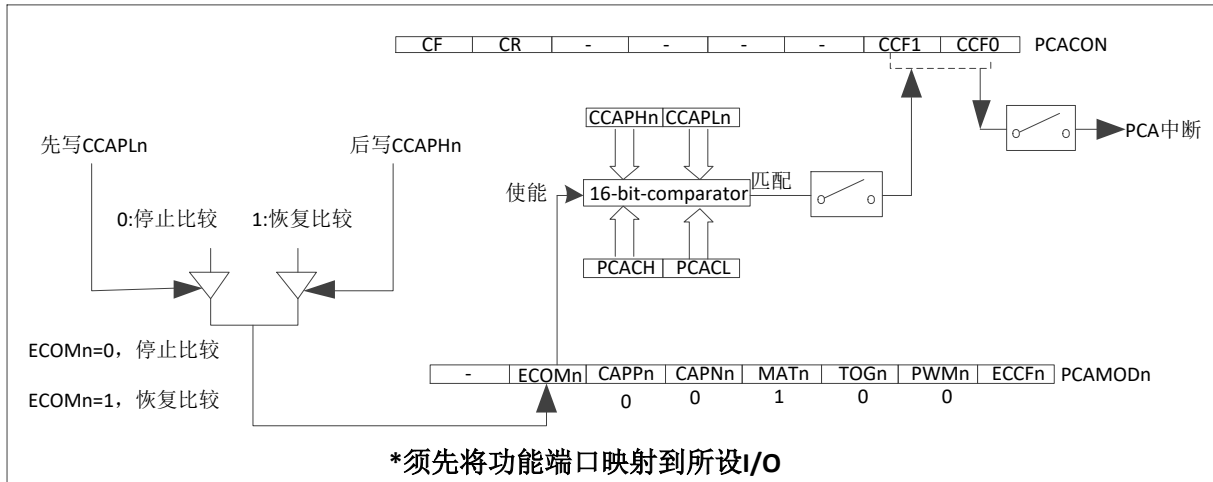 CF CR - - - - CCF1 CCF0 PCACON
CCAPHn CCAPLn
先写CCAPLn 后写CCAPHn PCA中断
使能 16-bit-comparator 匹配
0:停止比较 1:恢复比较
PCACH PCACL
ECOMn=0，停止比较
- ECOMn CAPPn CAPNn MATn TOGn PWMn ECCFn PCAMODn
ECOMn=1，恢复比较 0 0 1 0 0
*须先将功能端口映射到所设I/O